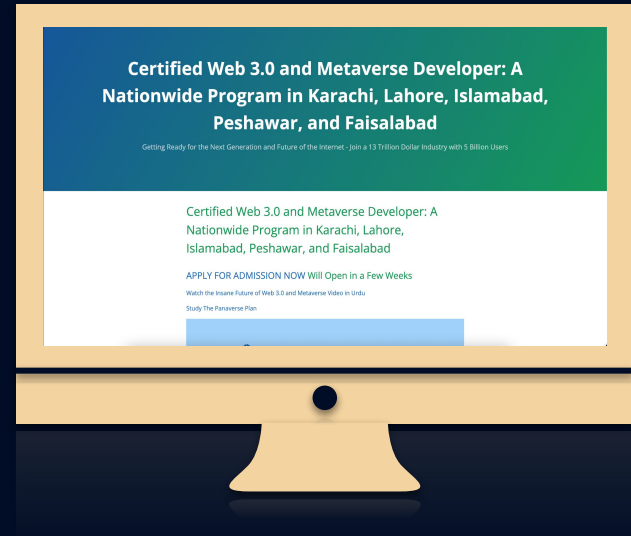 Certified Web 3.0 and Metaverse Developer: A
Nationwide Program in Karachi, Lahore, Islamabad,
Peshawar, and Faisalabad
Getting Ready for the Next Generation and Future of the Internet - Join a 13 Trillion Dollar Industry with 5 Billion Users
Certified Web 3.0 and Metaverse Developer: A
Nationwide Program in Karachi, Lahore,
Islamabad, Peshawar, and Faisalabad
APPLY FOR ADMISSION NOW Will Open in a Few Weeks
Watch the Insane Future of Web 3.0 and Metaverse Video in Urdu
Study The Panaverse Plan